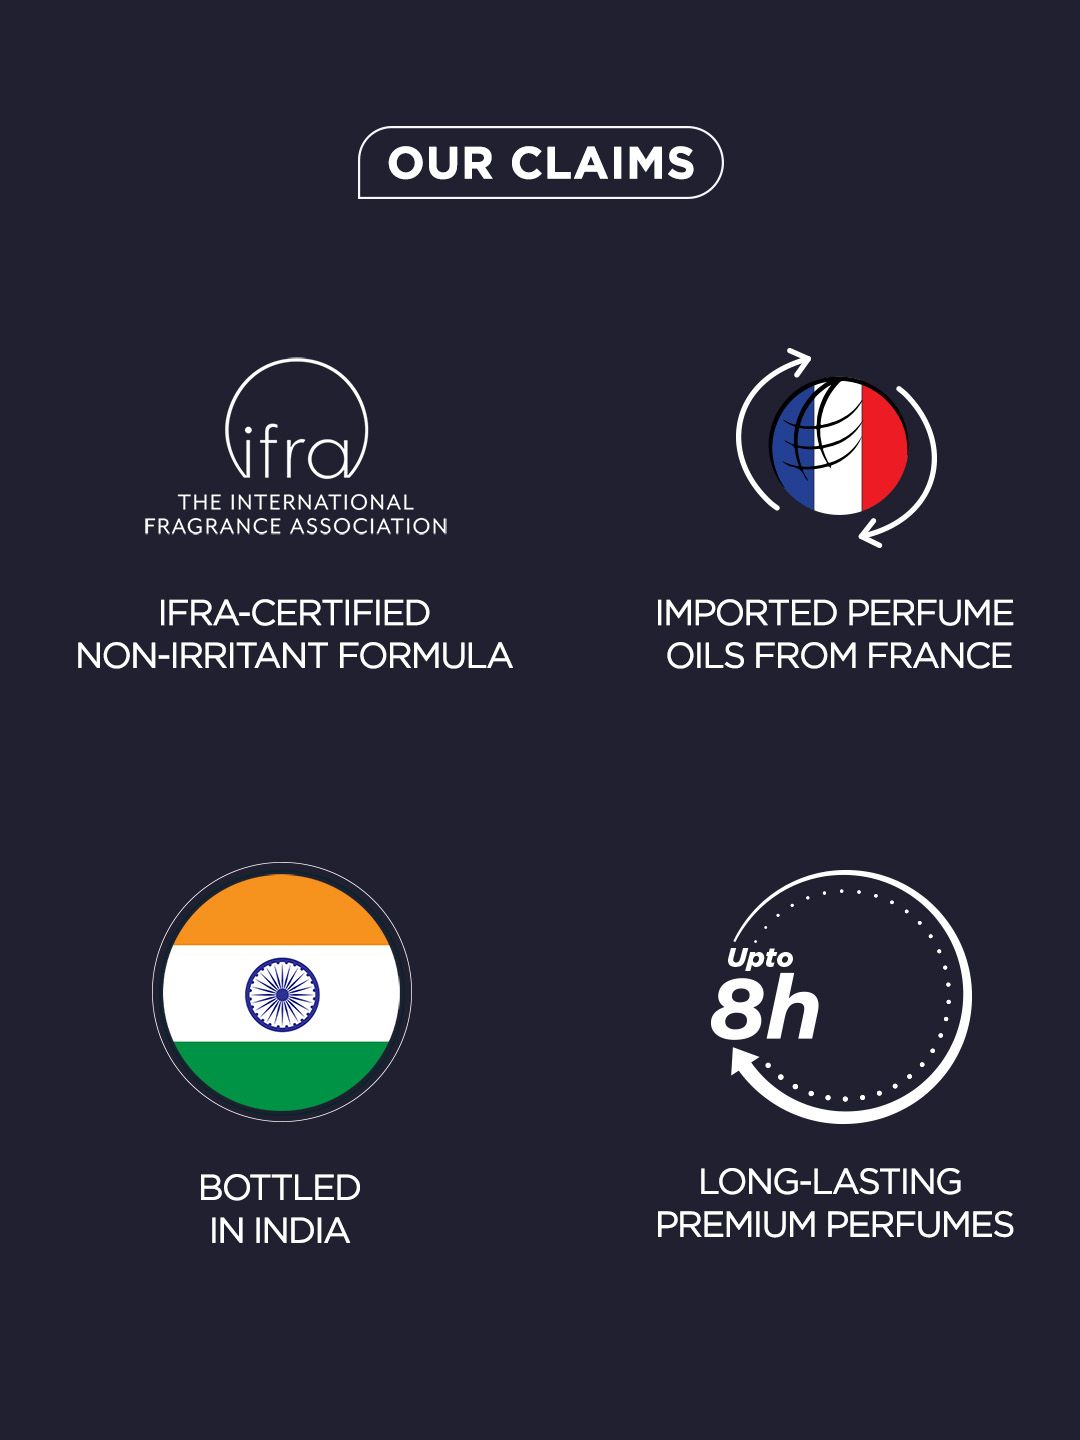 OUR CLAIMS
ifra
THE INTERNATIONAL
FRAGRANCE ASSOCIATION
IFRA-CERTIFIED
NON-IRRITANT FORMULA
IMPORTED PERFUME
OILS FROM FRANCE
BOTTLED
IN INDIA
Upto
8h
LONG-LASTING
PREMIUM PERFUMES